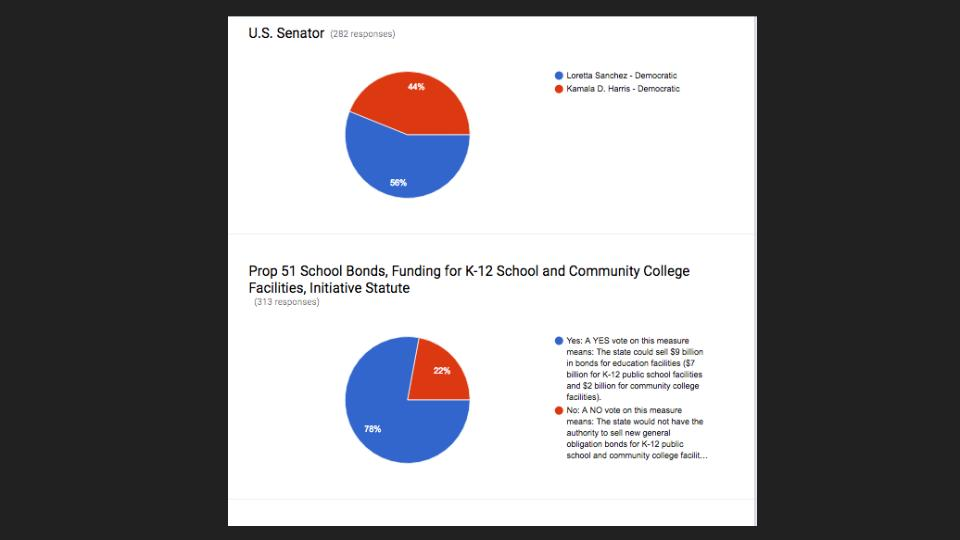 U.S. Senator (282 responses)
44%
56%
Loretta Sanchez - Democratic
Kamala D. Harris - Democratic
Prop 51 School Bonds, Funding for K-12 School and Community College
Facilities, Initiative Statute
(313 responses)
22%
78%
Yes: A YES vote on this measure
means: The state could sell $9 billion
in bonds for education facilities ($7
billion for K-12 public school facilities
and $2 billion for community college
facilities).
No: A NO vote on this measure
means: The state would not have the
authority to sell new general
obligation bonds for K-12 public
school and community college facilit...